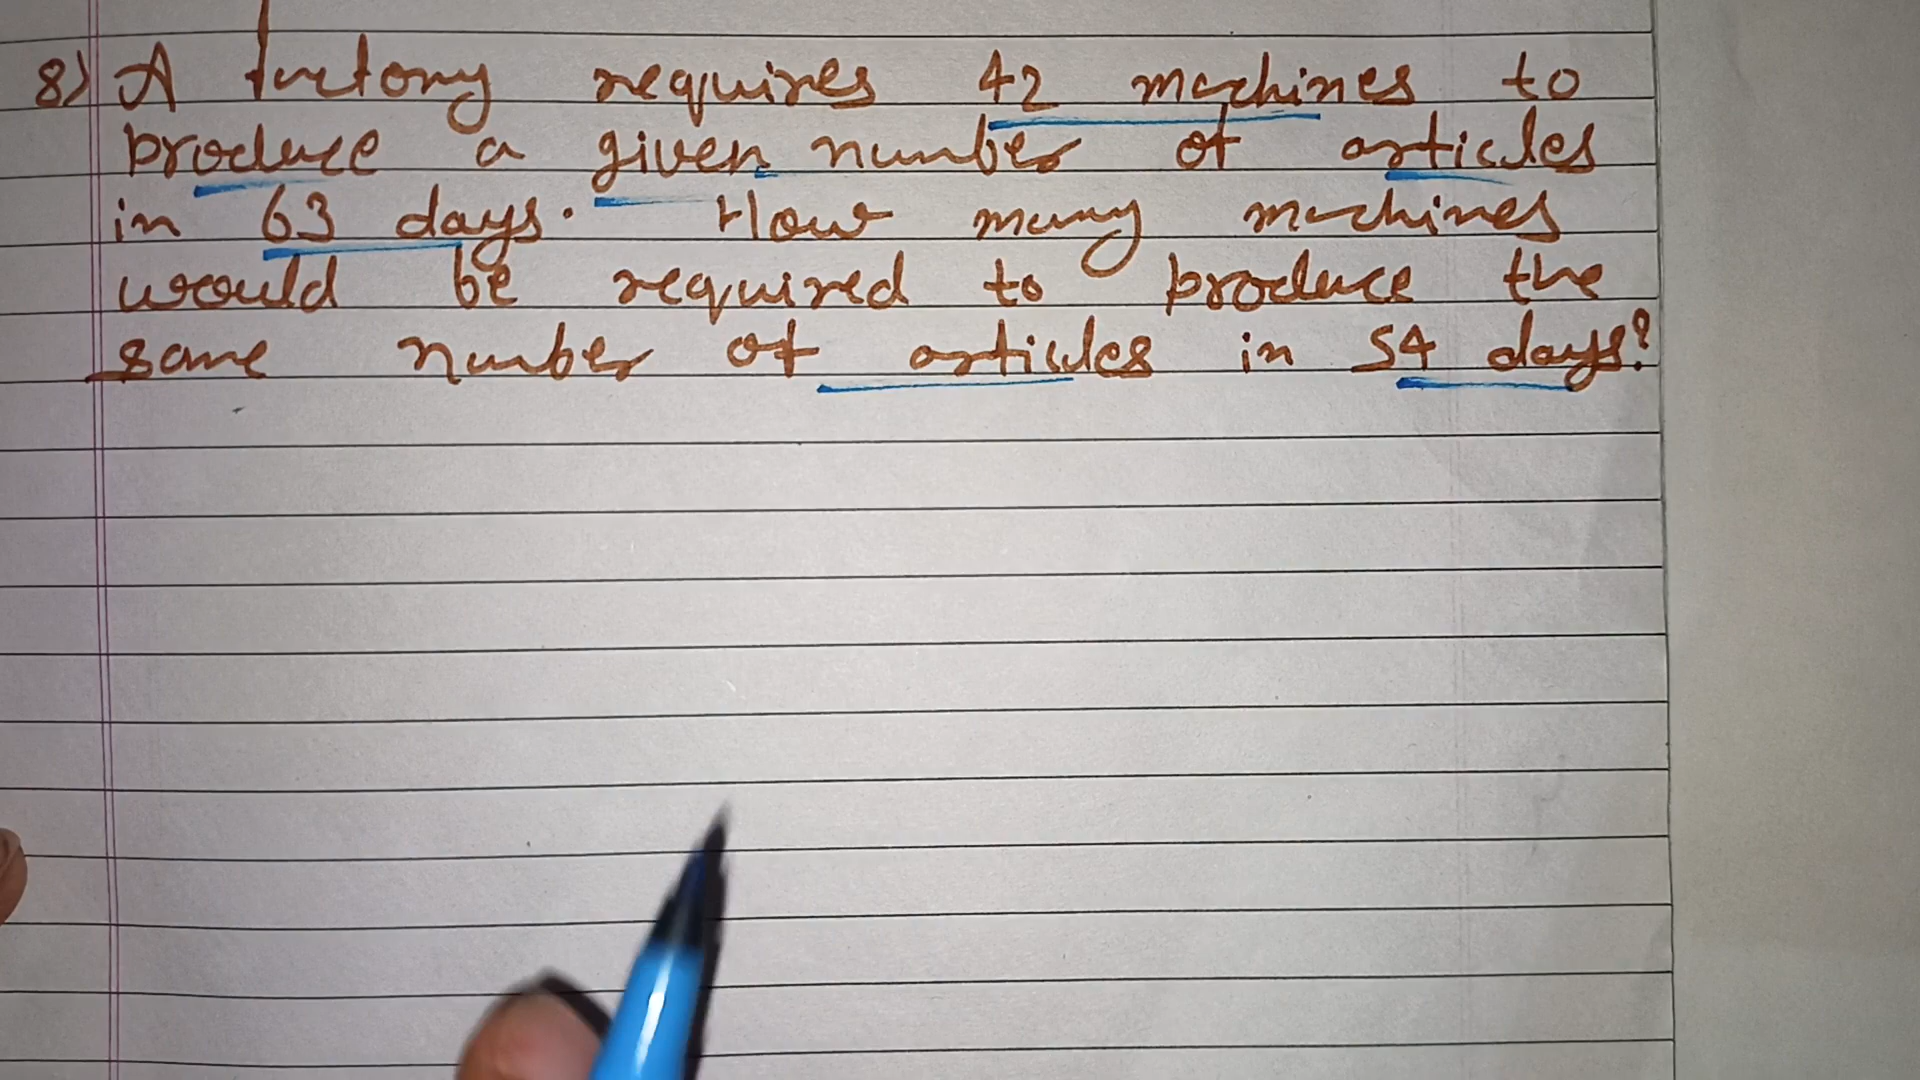 8) A factory requires 42 machines to
produce a given number of articles
in 63 days. How many machines
would be required to produce the
same number of articles in 54 days?